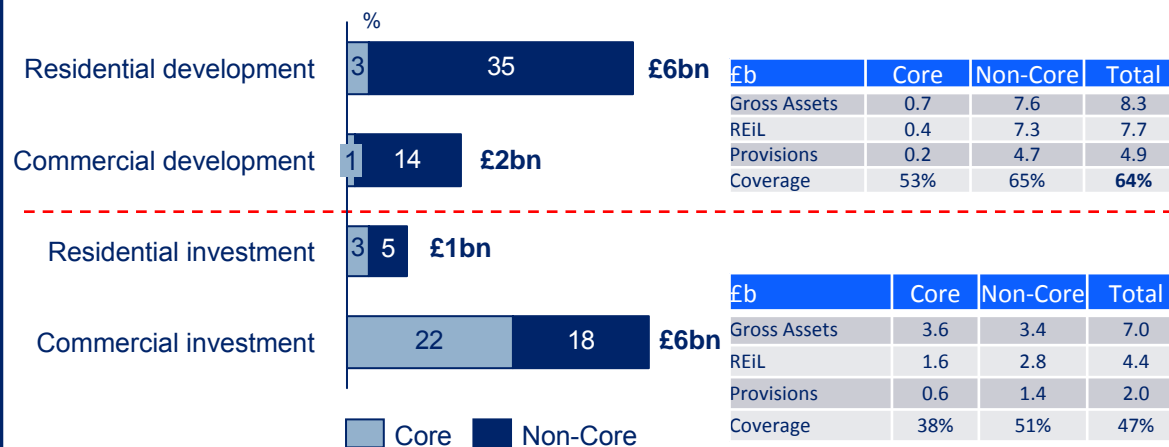 %
Residential development 3 35 £6bn
Commercial development 1 14 £2bn
£b Core Non-Core Total
Gross Assets 0.7 7.6 8.3
REiL 0.4 7.3 7.7
Provisions 0.2 4.7 4.9
Coverage 53% 65% 64%
Residential investment 3 5 £1bn
Commercial investment 22 18 £6bn
£b Core Non-Core Total
Gross Assets 3.6 3.4 7.0
REiL 1.6 2.8 4.4
Provisions 0.6 1.4 2.0
Coverage 38% 51% 47%
Core Non-Core